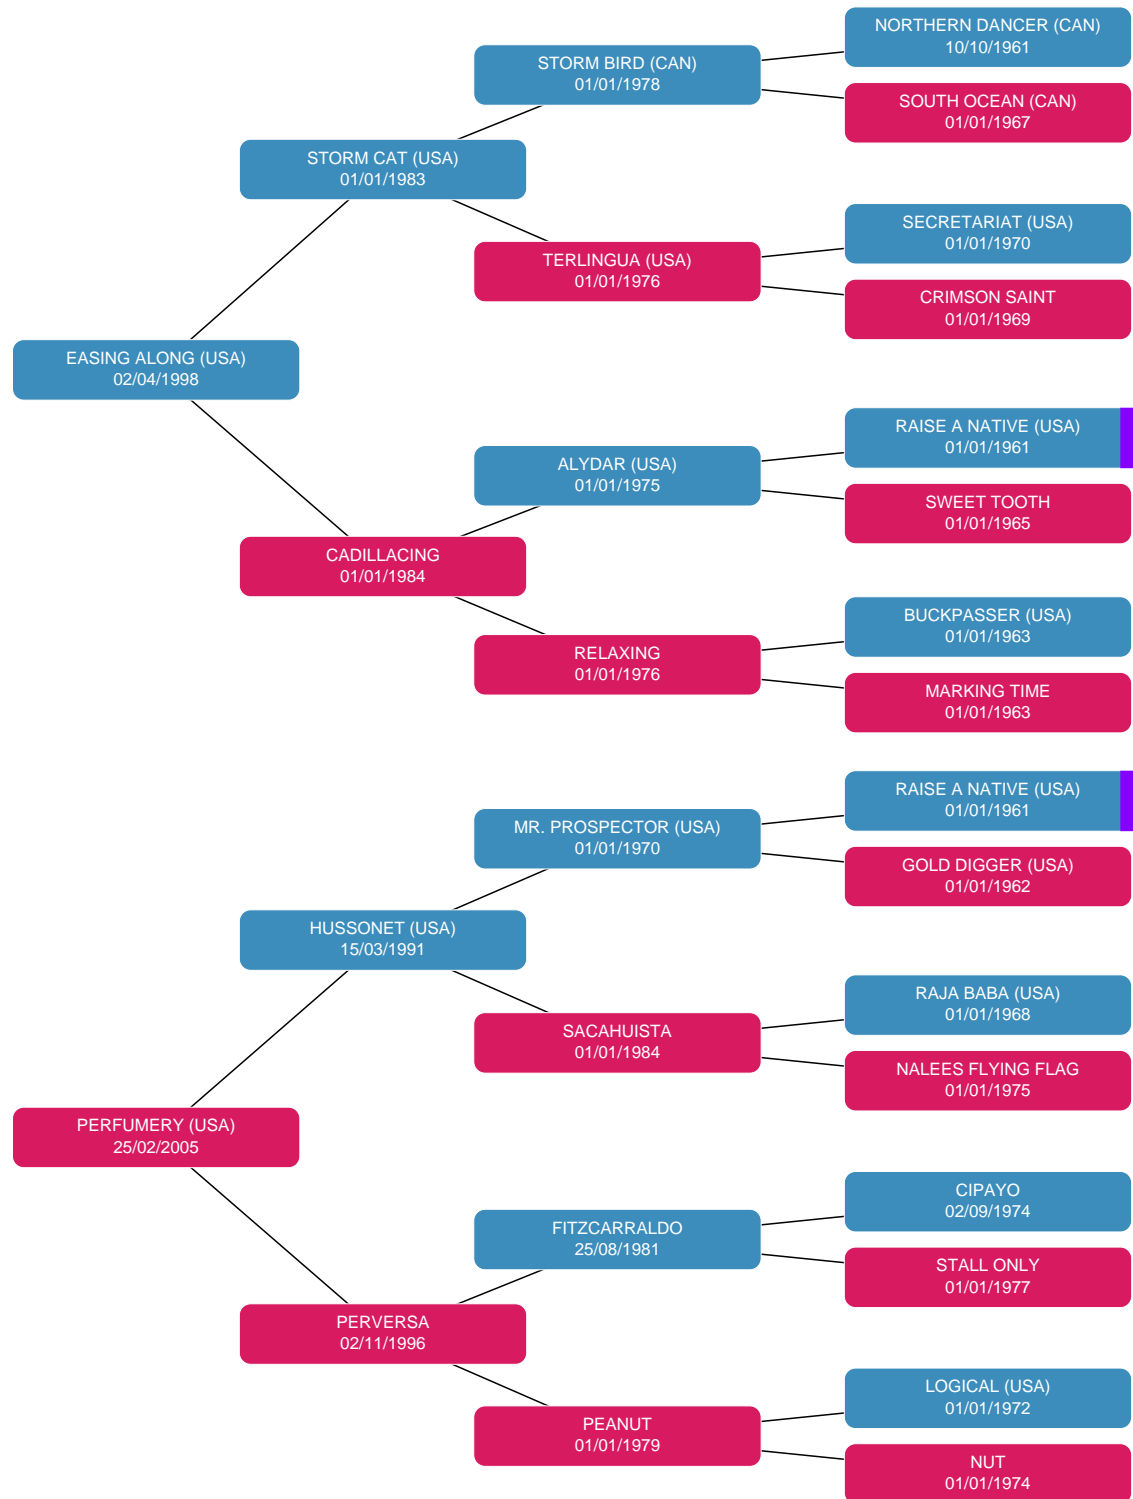 NORTHERN DANCER (CAN)
10/10/1961
STORM BIRD (CAN)
01/01/1978
SOUTH OCEAN (CAN)
01/01/1967
STORM CAT (USA)
01/01/1983
SECRETARIAT (USA)
01/01/1970
TERLINGUA (USA)
01/01/1976
CRIMSON SAINT
01/01/1969
EASING ALONG (USA)
02/04/1998
RAISE A NATIVE (USA)
01/01/1961
ALYDAR (USA)
01/01/1975
SWEET TOOTH
01/01/1965
CADILLACING
01/01/1984
BUCKPASSER (USA)
01/01/1963
RELAXING
01/01/1976
MARKING TIME
01/01/1963
RAISE A NATIVE (USA)
01/01/1961
MR. PROSPECTOR (USA)
01/01/1970
GOLD DIGGER (USA)
01/01/1962
HUSSONET (USA)
15/03/1991
RAJA BABA (USA)
01/01/1968
SACAHUISTA
01/01/1984
NALEES FLYING FLAG
01/01/1975
PERFUMERY (USA)
25/02/2005
CIPAYO
02/09/1974
FITZCARRALDO
25/08/1981
STALL ONLY
01/01/1977
PERVERSA
02/11/1996
LOGICAL (USA)
01/01/1972
PEANUT
01/01/1979
NUT
01/01/1974